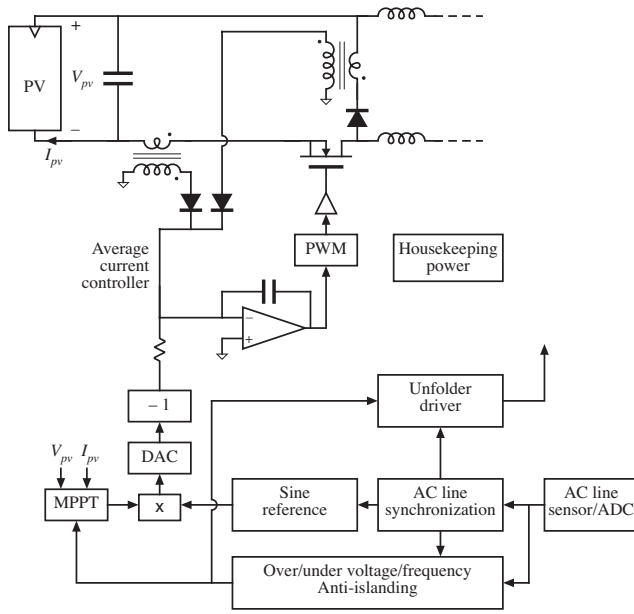 +
PV
V_pv
−
I_pv
PWM
Housekeeping
power
Average
current
controller
−
+
Unfolder
driver
− 1
V_pv I_pv
DAC
MPPT
x
Sine
reference
AC line
synchronization
AC line
sensor/ADC
Over/under voltage/frequency
Anti-islanding